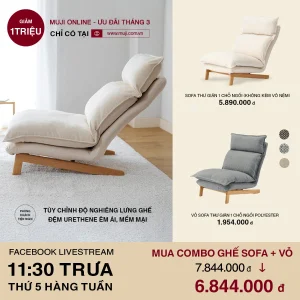 GIẢM
1TRIỆU
MUJI ONLINE - ƯU ĐÃI THÁNG 3
CHỈ CÓ TẠI
www.muji.com/vn
SOFA THƯ GIÃN 1 CHỖ NGỒI (KHÔNG KÈM VỎ NỆM)
5.890.000 đ
VỎ SOFA THƯ GIÃN 1 CHỖ NGỒI POLYESTER
1.954.000 đ
TÙY CHỈNH ĐỘ NGHIÊNG LƯNG GHẾ
ĐỆM URETHENE ÊM ÁI, MỀM MẠI
FACEBOOK LIVESTREAM
11:30 TRƯA
THỨ 5 HÀNG TUẦN
MUA COMBO GHẾ SOFA + VỎ
7.844.000 đ ↓
6.844.000 đ